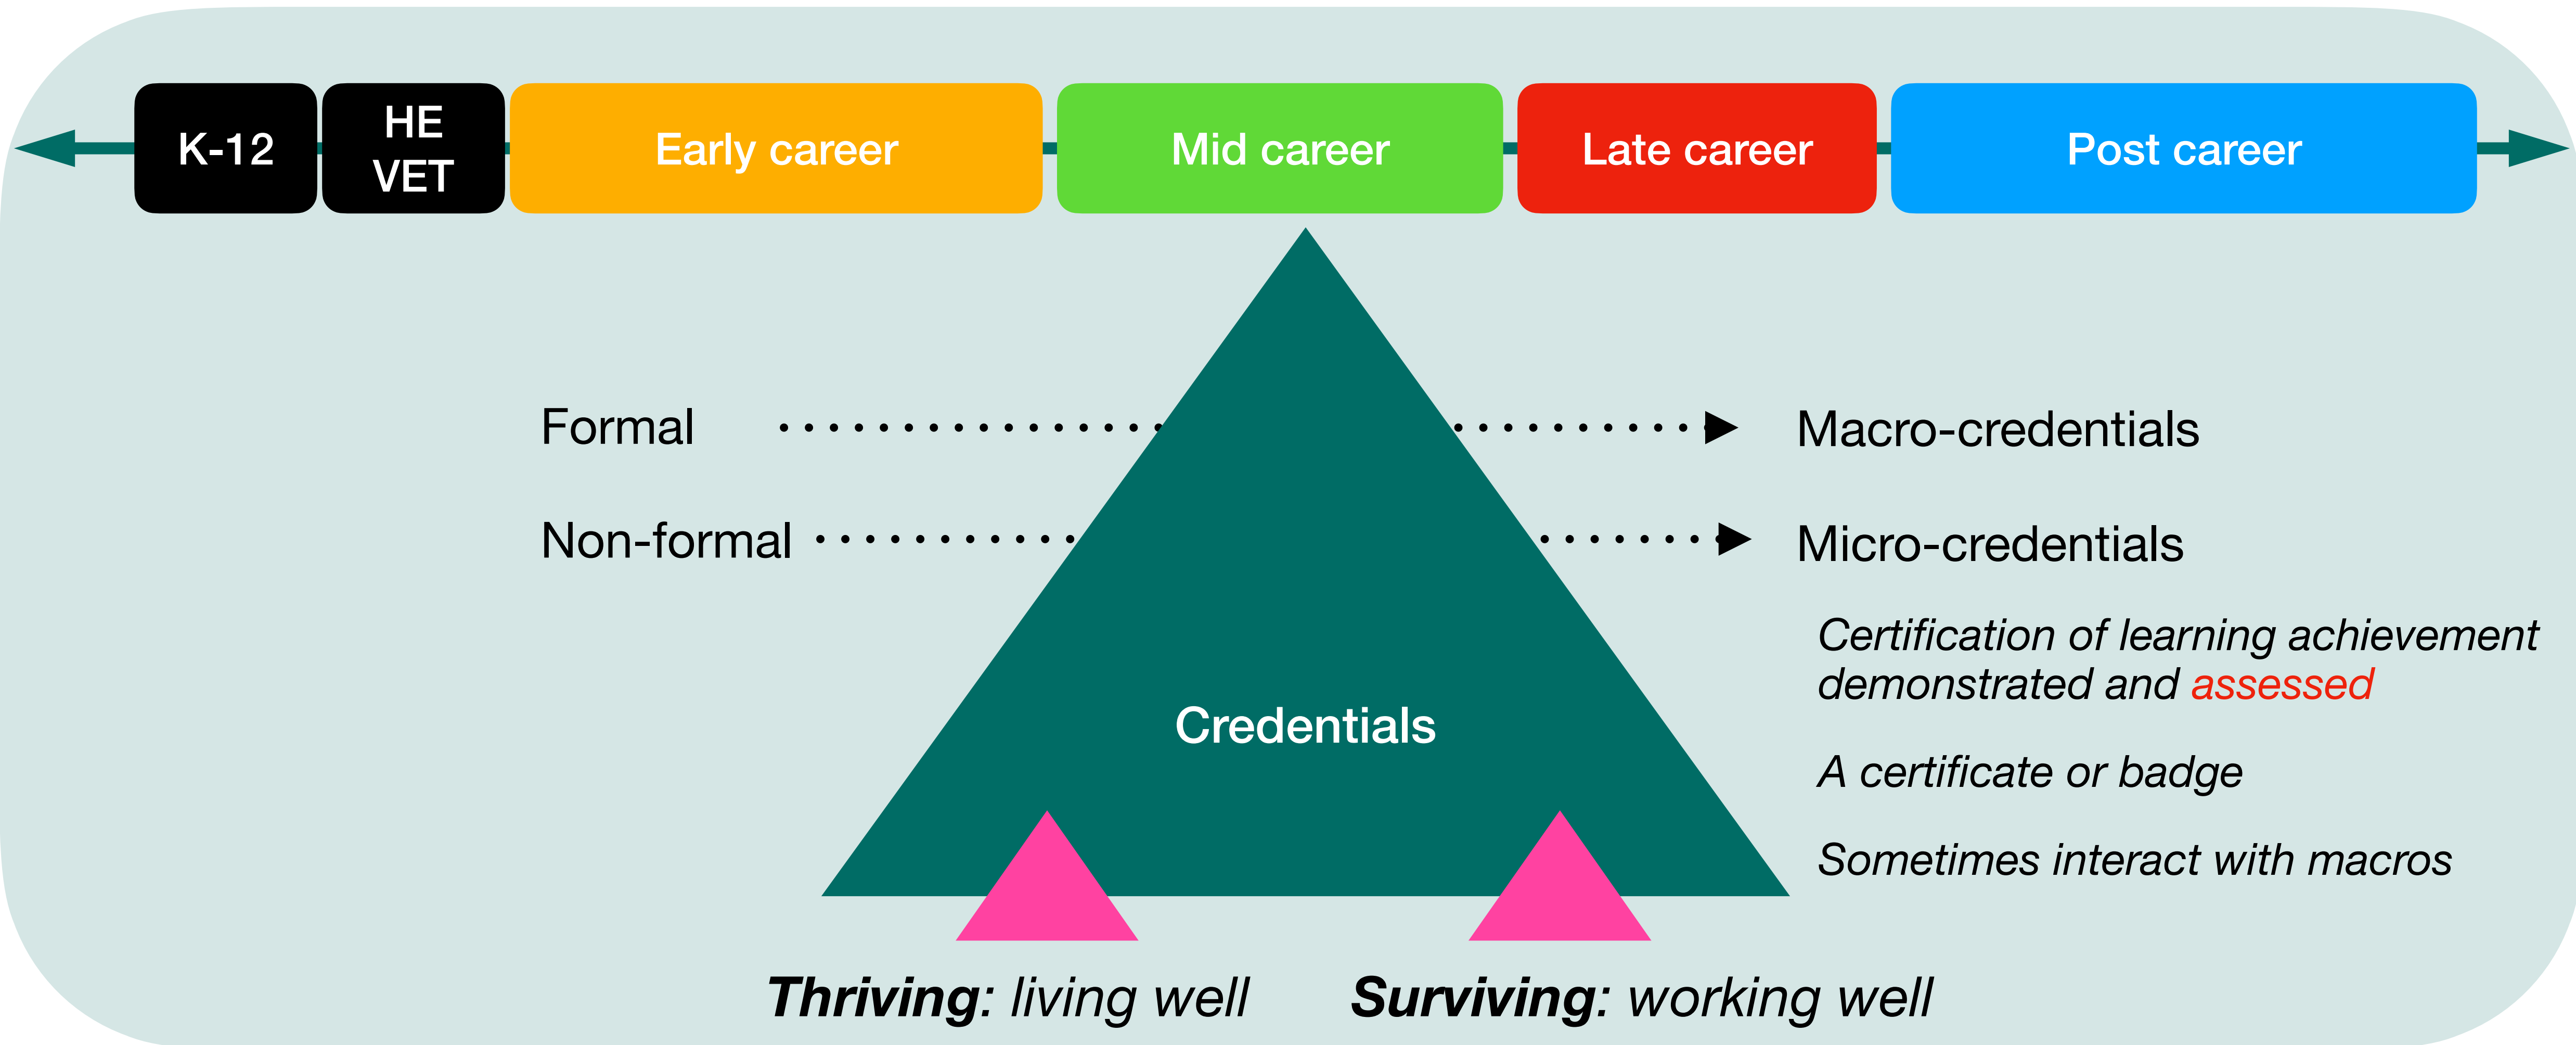 K-12
HE
VET
Early career
Mid career
Late career
Post career
Formal
Macro-credentials
Non-formal
Micro-credentials
Certification of learning achievement
demonstrated and assessed
Credentials
A certificate or badge
Sometimes interact with macros
Thriving: living well
Surviving: working well